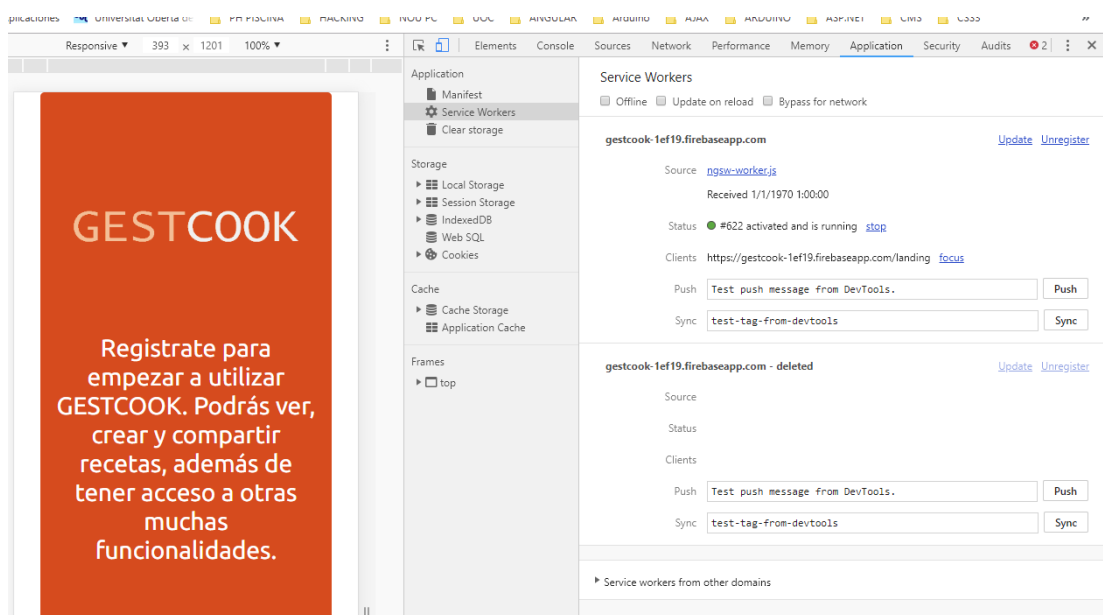 plicaciones Universitat Oberta de PH PISCINA HACKING NOU PC UOC ANGULAR Arduino AJAX ARDUINO ASP.NET CMS CSS3 »
Responsive ▼ 393 x 1201 100% ▼
Elements Console Sources Network Performance Memory Application Security Audits 2
GESTCOOK
Registrate para
empezar a utilizar
GESTCOOK. Podrás ver,
crear y compartir
recetas, además de
tener acceso a otras
muchas
funcionalidades.
Application
Manifest
Service Workers
Clear storage
Storage
Local Storage
Session Storage
IndexedDB
Web SQL
Cookies
Cache
Cache Storage
Application Cache
Frames
top
Service Workers
Offline Update on reload Bypass for network
gestcook-1ef19.firebaseapp.com Update Unregister
Source ngsw-worker.js
Received 1/1/1970 1:00:00
Status #622 activated and is running stop
Clients https://gestcook-1ef19.firebaseapp.com/landing focus
Push Test push message from DevTools. Push
Sync test-tag-from-devtools Sync
gestcook-1ef19.firebaseapp.com - deleted Update Unregister
Source
Status
Clients
Push Test push message from DevTools. Push
Sync test-tag-from-devtools Sync
Service workers from other domains